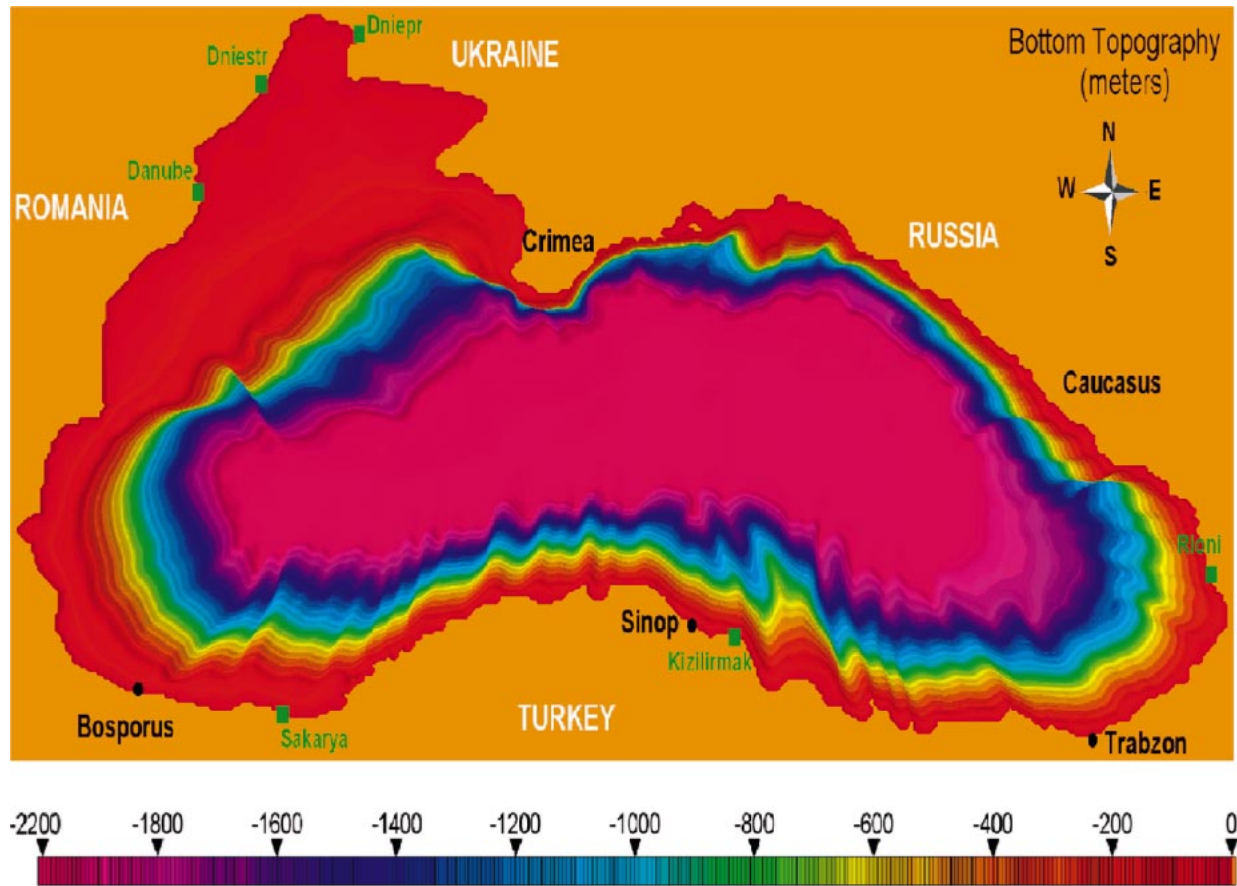 Dniepr
UKRAINE
Bottom Topography
(meters)
Dniestr
N
Danube
W
E
ROMANIA
S
RUSSIA
Crimea
Caucasus
Rioni
Sinop
Kizilirmak
Bosporus
TURKEY
Sakarya
Trabzon
-2200 -1800 -1600 -1400 -1200 -1000 -800 -600 -400 -200 0